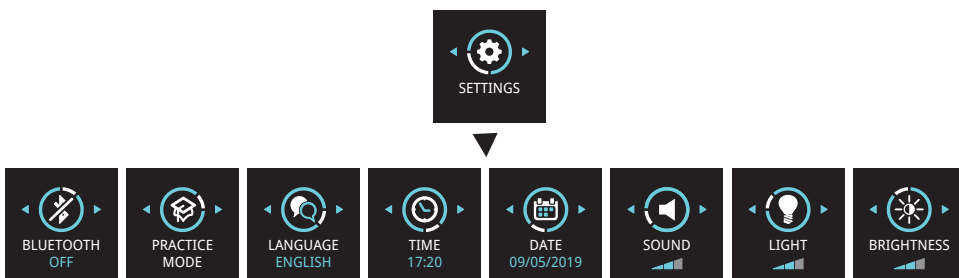 SETTINGS
BLUETOOTH
OFF
PRACTICE
MODE
LANGUAGE
ENGLISH
TIME
17:20
DATE
09/05/2019
SOUND
LIGHT
BRIGHTNESS